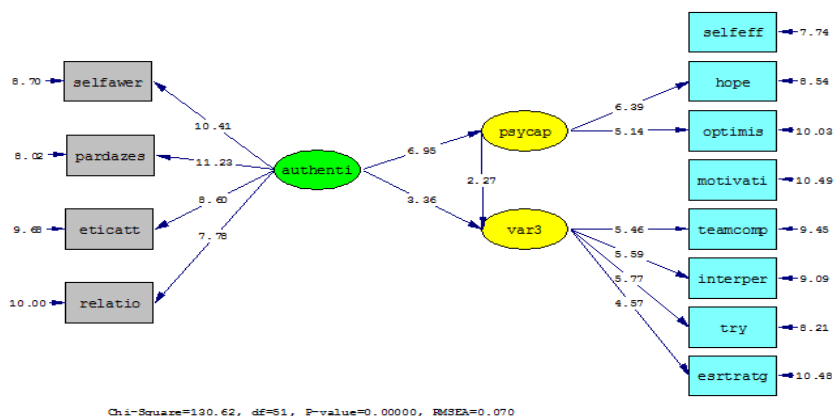 selfeff
7.74
8.70
selfawer
hope
8.54
6.39
10.41
psycap
5.14
optimis
10.03
8.02
pardazes
11.23
6.95
authenti
motivati
10.49
2.27
8.60
3.36
9.68
eticatt
7.78
var3
5.46
teamcomp
9.45
5.59
interper
9.09
5.77
10.00
relatio
4.57
try
8.21
esrtratg
10.48
Chi-Square=130.62, df=51, P-value=0.00000, RMSEA=0.070